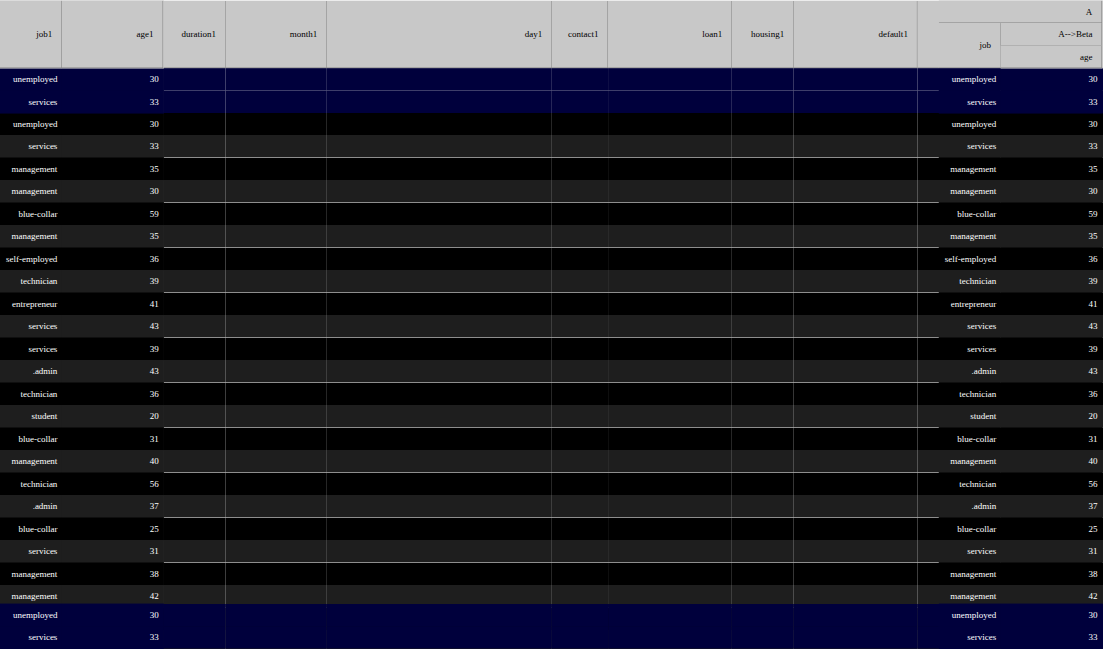 A
job1 age1 duration1 month1 day1 contact1 loan1 housing1 default1 job A-->Beta
age
unemployed 30 unemployed 30
services 33 services 33
unemployed 30 unemployed 30
services 33 services 33
management 35 management 35
management 30 management 30
blue-collar 59 blue-collar 59
management 35 management 35
self-employed 36 self-employed 36
technician 39 technician 39
entrepreneur 41 entrepreneur 41
services 43 services 43
services 39 services 39
.admin 43 .admin 43
technician 36 technician 36
student 20 student 20
blue-collar 31 blue-collar 31
management 40 management 40
technician 56 technician 56
.admin 37 .admin 37
blue-collar 25 blue-collar 25
services 31 services 31
management 38 management 38
management 42 management 42
unemployed 30 unemployed 30
services 33 services 33